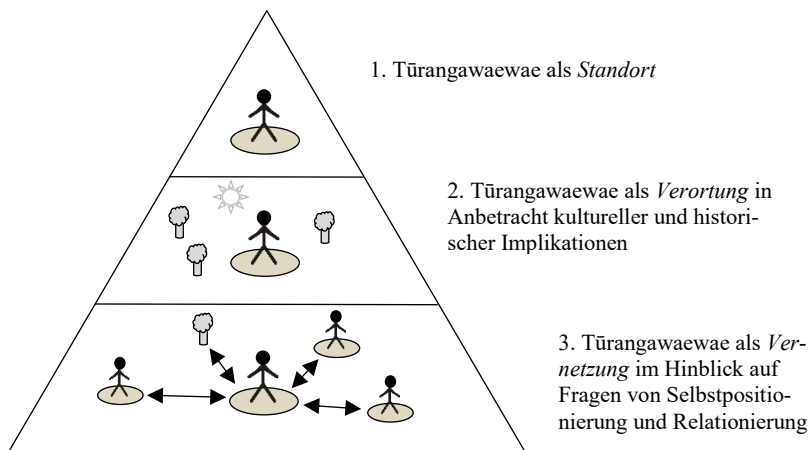 1. Tūrangawaewae als Standort
2. Tūrangawaewae als Verortung in
Anbetracht kultureller und histori-
scher Implikationen
3. Tūrangawaewae als Ver-
netzung im Hinblick auf
Fragen von Selbstpositio-
nierung und Relationierung